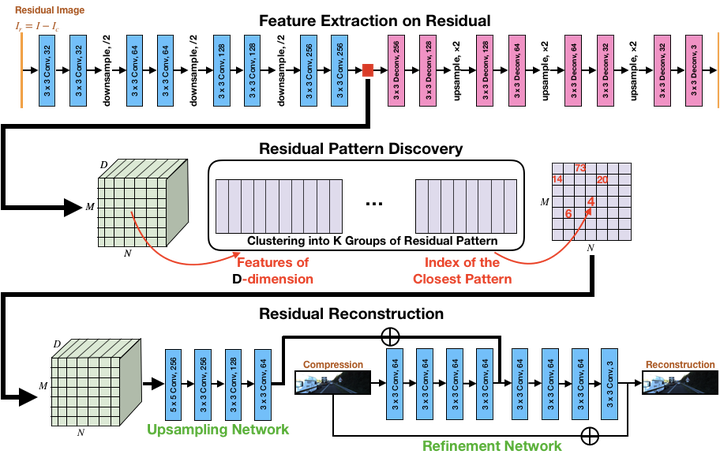 Residual Image
I_r = I − I_c
Feature Extraction on Residual
3 x 3 Conv, 32
3 x 3 Conv, 32
downsample, /2
3 x 3 Conv, 64
3 x 3 Conv, 64
downsample, /2
3 x 3 Conv, 128
3 x 3 Conv, 128
downsample, /2
3 x 3 Conv, 256
3 x 3 Conv, 256
3 x 3 Deconv, 256
3 x 3 Deconv, 128
upsample, ×2
3 x 3 Deconv, 128
3 x 3 Deconv, 64
upsample, ×2
3 x 3 Deconv, 64
3 x 3 Deconv, 32
upsample, ×2
3 x 3 Deconv, 32
3 x 3 Deconv, 3
Residual Pattern Discovery
D
M
N
...
Clustering into K Groups of Residual Pattern
Features of
D-dimension
Index of the
Closest Pattern
73
14
20
4
6
M
N
Residual Reconstruction
D
M
N
5 x 5 Conv, 256
3 x 3 Conv, 256
3 x 3 Conv, 128
3 x 3 Conv, 64
Upsampling Network
Compression
3 x 3 Conv, 64
3 x 3 Conv, 64
3 x 3 Conv, 64
3 x 3 Conv, 64
3 x 3 Conv, 64
3 x 3 Conv, 64
3 x 3 Conv, 64
3 x 3 Conv, 3
Reconstruction
Refinement Network